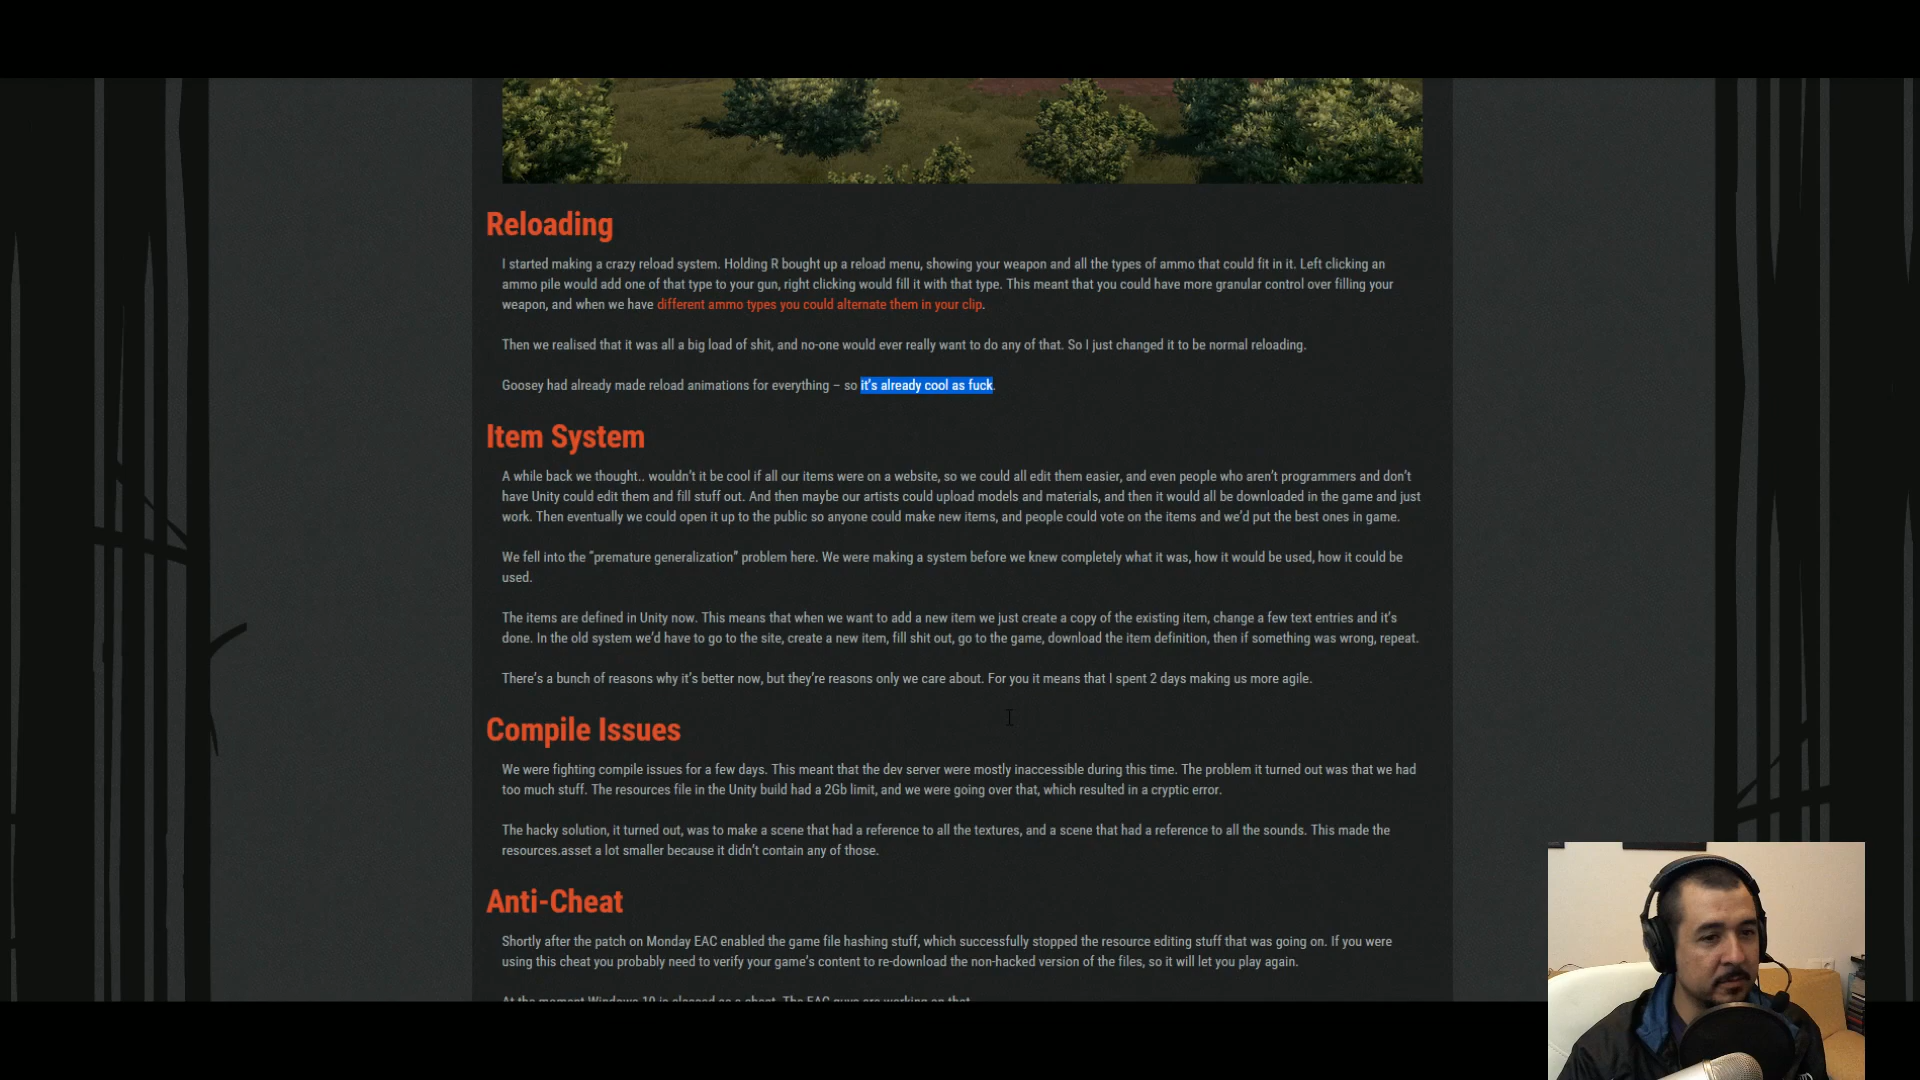 Reloading
I started making a crazy reload system. Holding R bought up a reload menu, showing your weapon and all the types of ammo that could fit in it. Left clicking an
ammo pile would add one of that type to your gun, right clicking would fill it with that type. This meant that you could have more granular control over filling your
weapon, and when we have different ammo types you could alternate them in your clip.
Then we realised that it was all a big load of shit, and no-one would ever really want to do any of that. So I just changed it to be normal reloading.
Goosey had already made reload animations for everything – so it's already cool as fuck.
Item System
A while back we thought.. wouldn't it be cool if all our items were on a website, so we could all edit them easier, and even people who aren't programmers and don't
have Unity could edit them and fill stuff out. And then maybe our artists could upload models and materials, and then it would all be downloaded in the game and just
work. Then eventually we could open it up to the public so anyone could make new items, and people could vote on the items and we'd put the best ones in game.
We fell into the "premature generalization" problem here. We were making a system before we knew completely what it was, how it would be used, how it could be
used.
The items are defined in Unity now. This means that when we want to add a new item we just create a copy of the existing item, change a few text entries and it's
done. In the old system we'd have to go to the site, create a new item, fill shit out, go to the game, download the item definition, then if something was wrong, repeat.
There's a bunch of reasons why it's better now, but they're reasons only we care about. For you it means that I spent 2 days making us more agile.
Compile Issues
We were fighting compile issues for a few days. This meant that the dev server were mostly inaccessible during this time. The problem it turned out was that we had
too much stuff. The resources file in the Unity build had a 2Gb limit, and we were going over that, which resulted in a cryptic error.
The hacky solution, it turned out, was to make a scene that had a reference to all the textures, and a scene that had a reference to all the sounds. This made the
resources.asset a lot smaller because it didn't contain any of those.
Anti-Cheat
Shortly after the patch on Monday EAC enabled the game file hashing stuff, which successfully stopped the resource editing stuff that was going on. If you were
using this cheat you probably need to verify your game's content to re-download the non-hacked version of the files, so it will let you play again.
At the moment Windows 10 is classed as a cheat. The EAC guys are working on that.